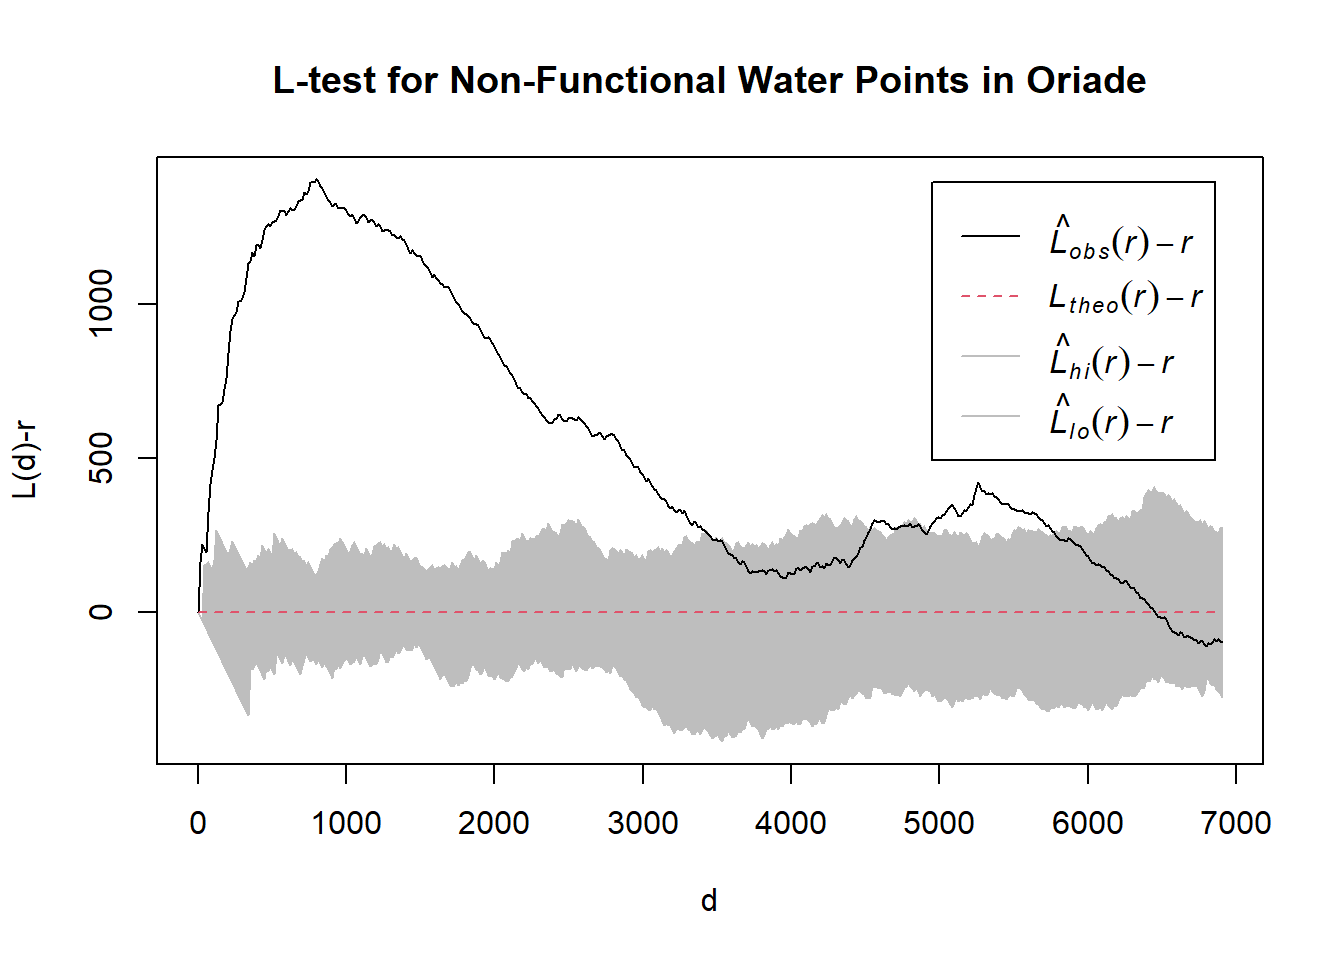 L-test for Non-Functional Water Points in Oriade
L(d)-r
1000
500
0
L̂obs(r) – r
Ltheo(r) – r
L̂hi(r) – r
L̂lo(r) – r
0 1000 2000 3000 4000 5000 6000 7000
d